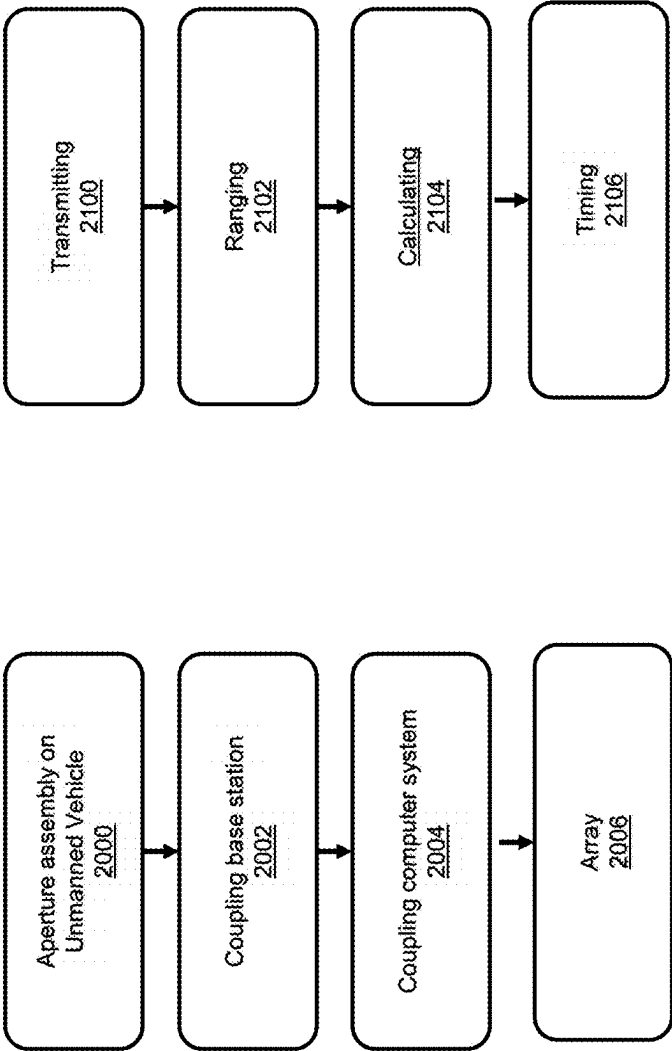 Aperture assembly on
Unmanned Vehicle
2000
Coupling base station
2002
Coupling computer system
2004
Array
2006
Transmitting
2100
Ranging
2102
Calculating
2104
Timing
2106